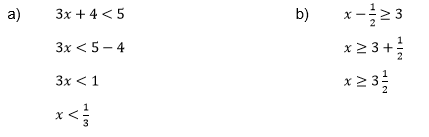 a) 3x + 4 < 5
3x < 5 − 4
3x < 1
x < 1/3
b) x − 1/2 ≥ 3
x ≥ 3 + 1/2
x ≥ 3 1/2